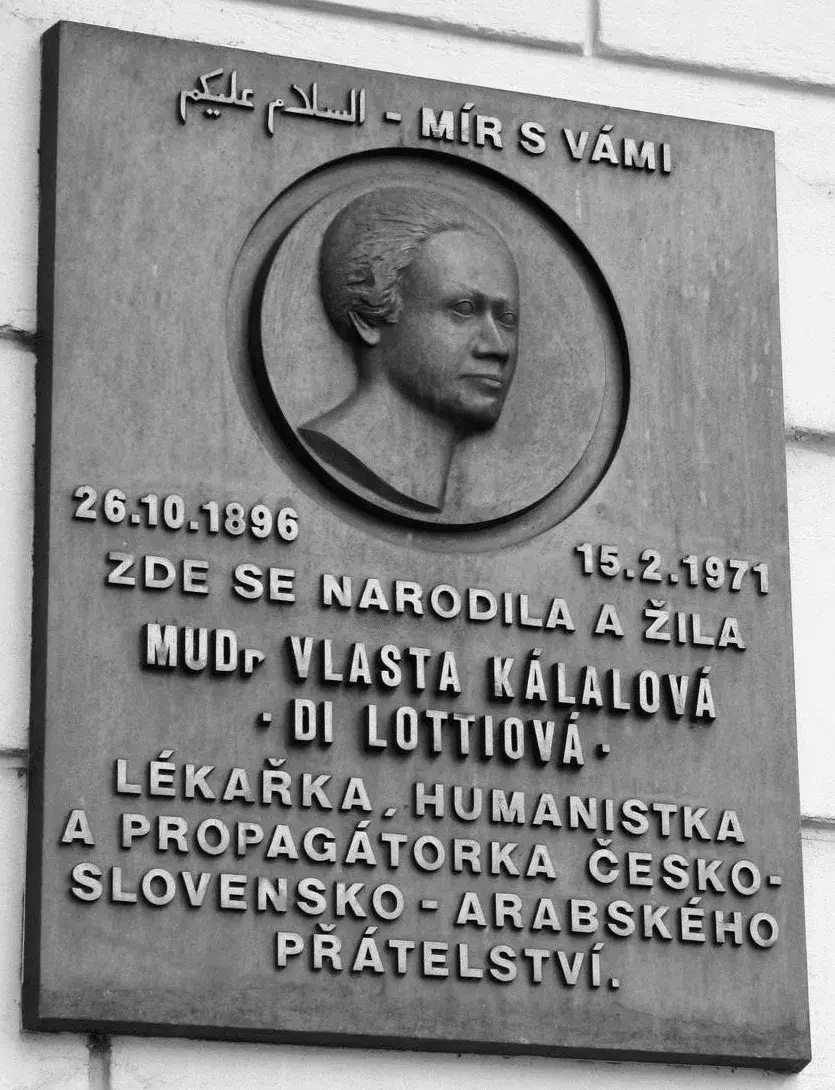 السلام عليكم - MÍR S VÁMI
26.10.1896
15.2.1971
ZDE SE NARODILA A ŽILA
MUDr VLASTA KÁLALOVÁ
· DI LOTTIOVÁ ·
LÉKAŘKA, HUMANISTKA
A PROPAGÁTORKA ČESKO-
SLOVENSKO - ARABSKÉHO
PŘÁTELSTVÍ.